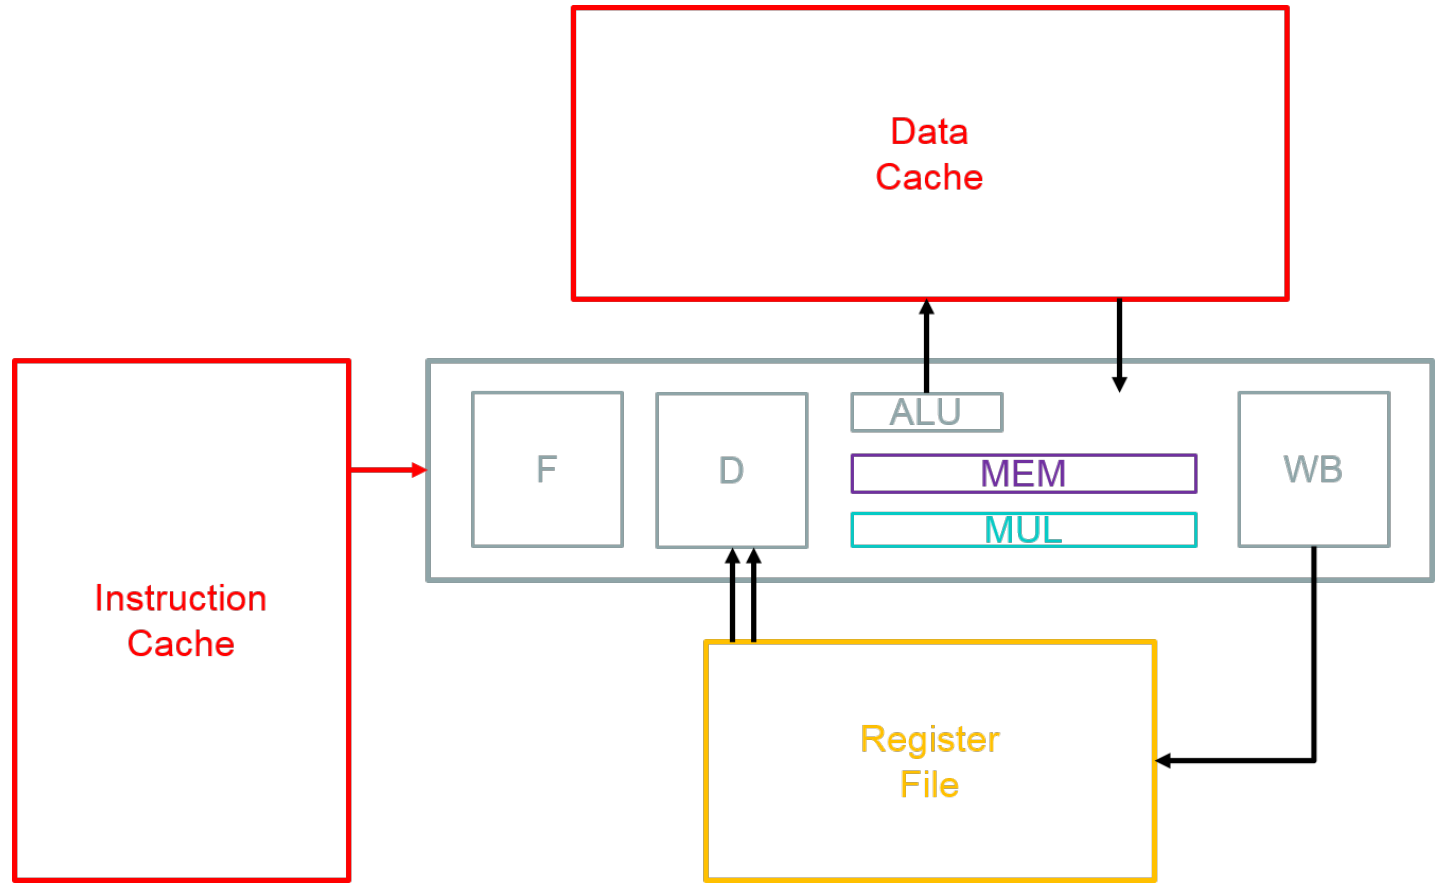 Data
Cache
F
D
ALU
MEM
MUL
WB
Instruction
Cache
Register
File